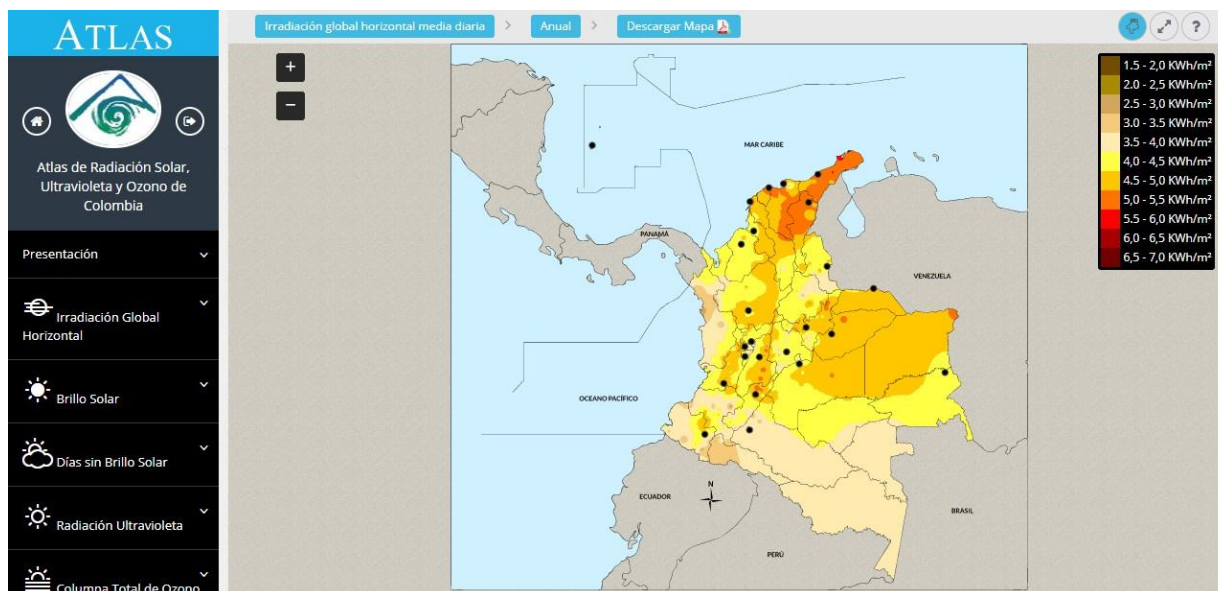 ATLAS
Atlas de Radiación Solar,
Ultravioleta y Ozono de
Colombia
Presentación
Irradiación Global
Horizontal
Brillo Solar
Días sin Brillo Solar
Radiación Ultravioleta
Columna Total de Ozono
Irradiación global horizontal media diaria > Anual > Descargar Mapa
?
+
−
MAR CARIBE
PANAMÁ
VENEZUELA
OCEANO PACÍFICO
N
ECUADOR
BRASIL
PERÚ
1.5 - 2,0 KWh/m²
2.0 - 2,5 KWh/m²
2.5 - 3,0 KWh/m²
3.0 - 3.5 KWh/m²
3.5 - 4,0 KWh/m²
4,0 - 4,5 KWh/m²
4.5 - 5,0 KWh/m²
5,0 - 5,5 KWh/m²
5.5 - 6,0 KWh/m²
6,0 - 6,5 KWh/m²
6,5 - 7,0 KWh/m²